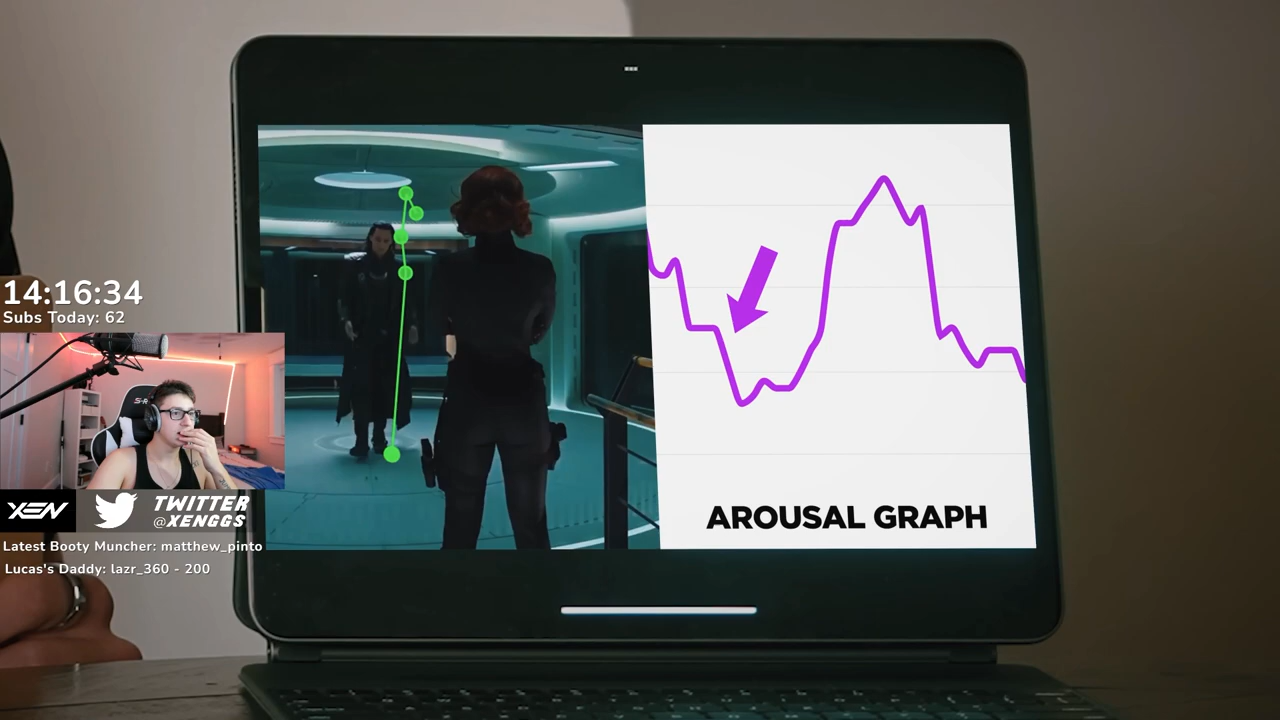 14:16:34
Subs Today: 62
S-R
XEN
TWITTER
@XENGGS
Latest Booty Muncher: matthew_pinto
Lucas's Daddy: lazr_360 - 200
AROUSAL GRAPH